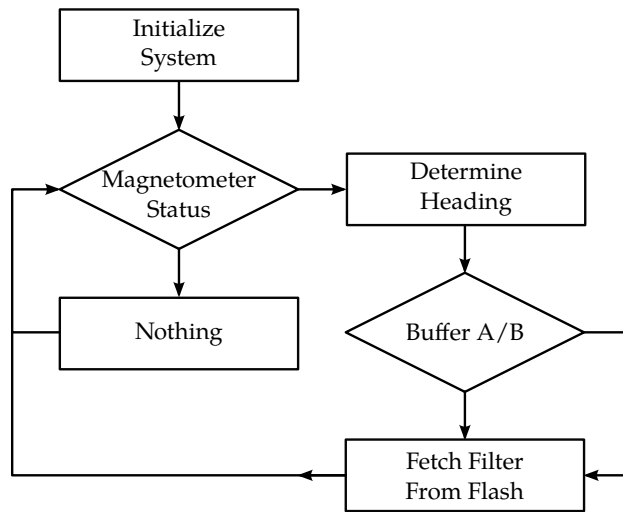 Initialize
System
Magnetometer
Status
Determine
Heading
Nothing
Buffer A/B
Fetch Filter
From Flash